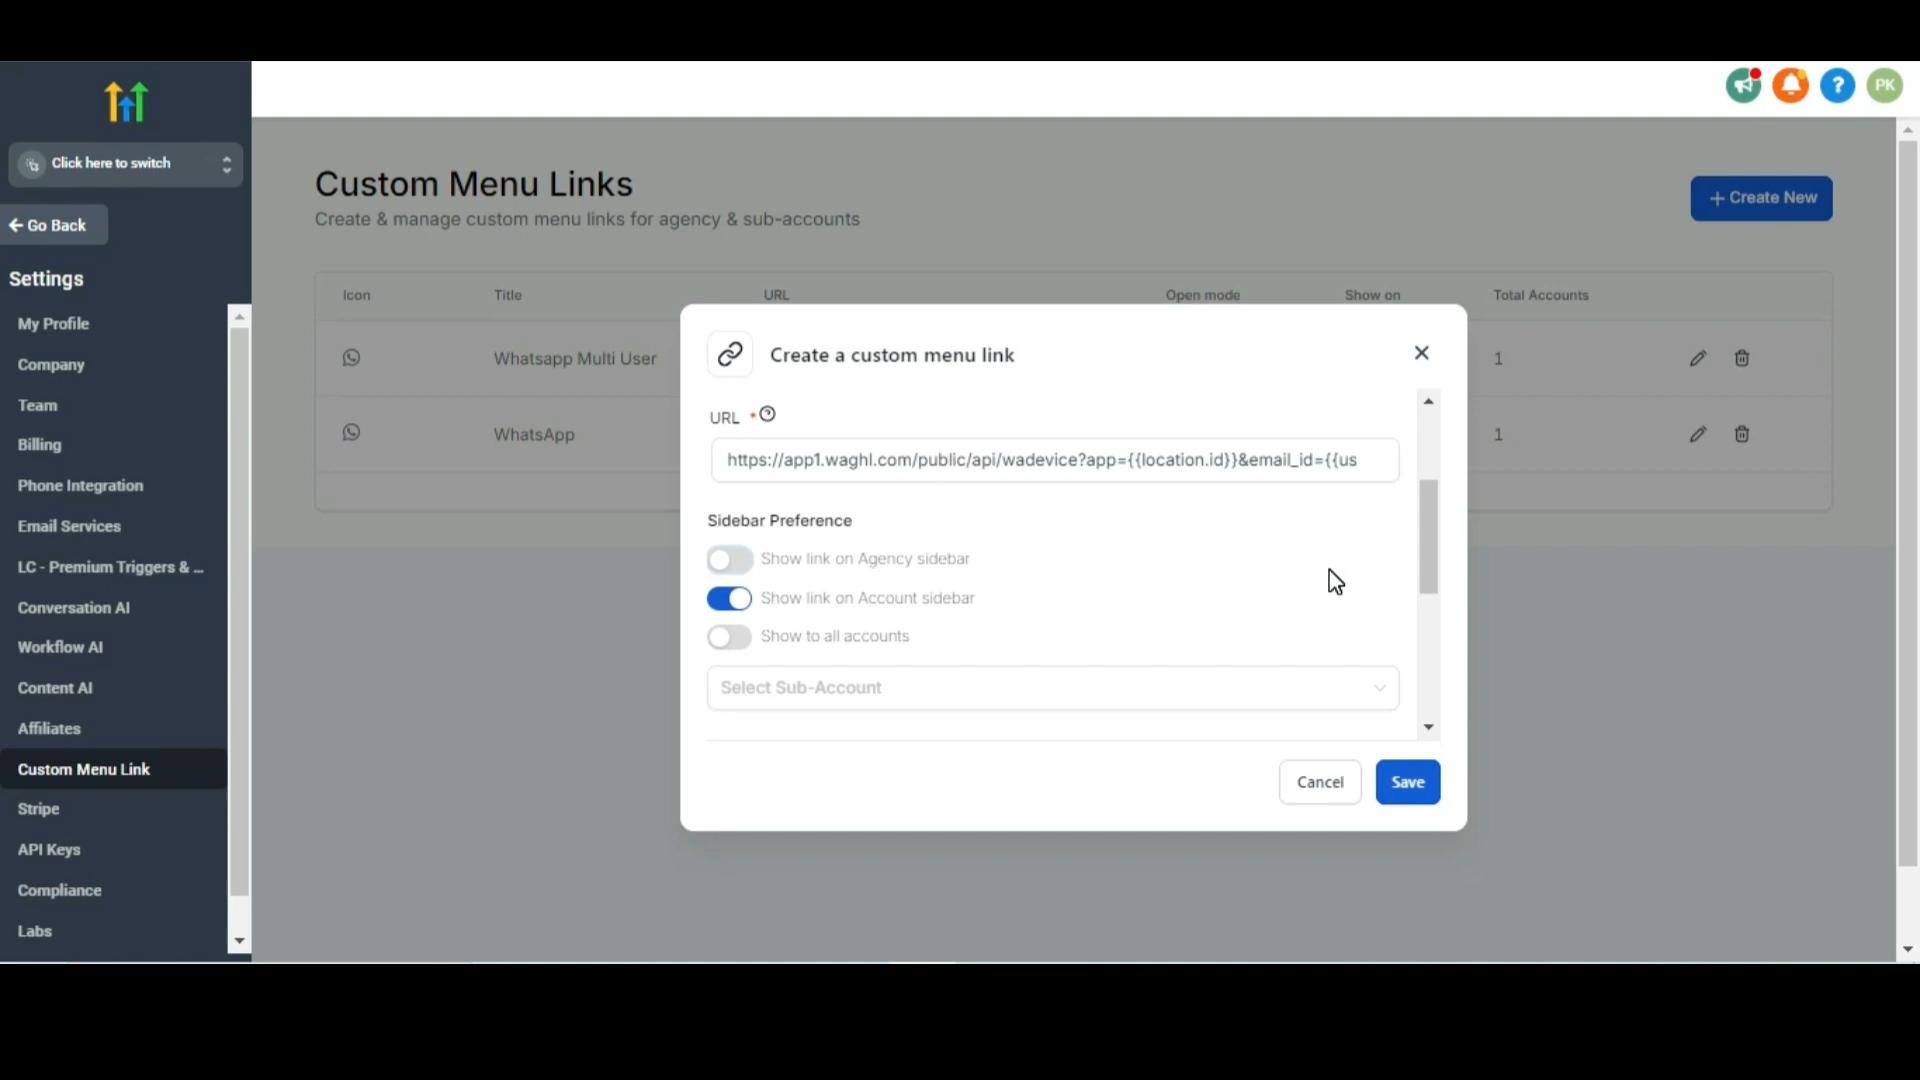 PK
Click here to switch
Go Back
Settings
My Profile
Company
Team
Billing
Phone Integration
Email Services
LC - Premium Triggers & ...
Conversation AI
Workflow AI
Content AI
Affiliates
Custom Menu Link
Stripe
API Keys
Compliance
Labs
Custom Menu Links
Create & manage custom menu links for agency & sub-accounts
+ Create New
Icon Title URL Open mode Show on Total Accounts
Whatsapp Multi User 1
WhatsApp 1
Create a custom menu link
URL *
https://app1.waghl.com/public/api/wadevice?app={{location.id}}&email_id={{us
Sidebar Preference
Show link on Agency sidebar
Show link on Account sidebar
Show to all accounts
Select Sub-Account
Cancel Save